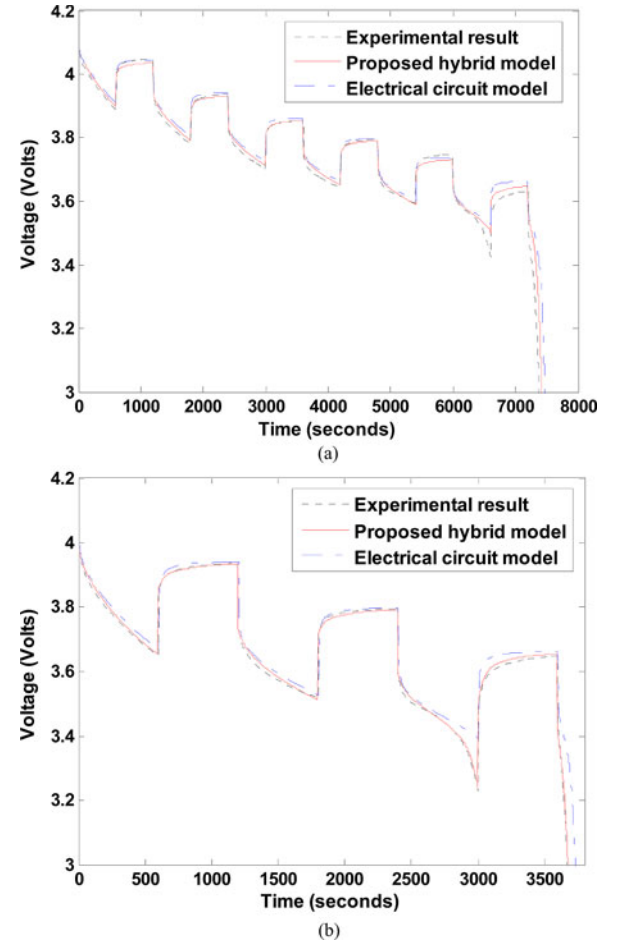 4.2
4
3.8
3.6
3.4
3.2
3
Voltage (Volts)
Experimental result
Proposed hybrid model
Electrical circuit model
0 1000 2000 3000 4000 5000 6000 7000 8000
Time (seconds)
(a)
4.2
4
3.8
3.6
3.4
3.2
3
Voltage (Volts)
Experimental result
Proposed hybrid model
Electrical circuit model
0 500 1000 1500 2000 2500 3000 3500
Time (seconds)
(b)